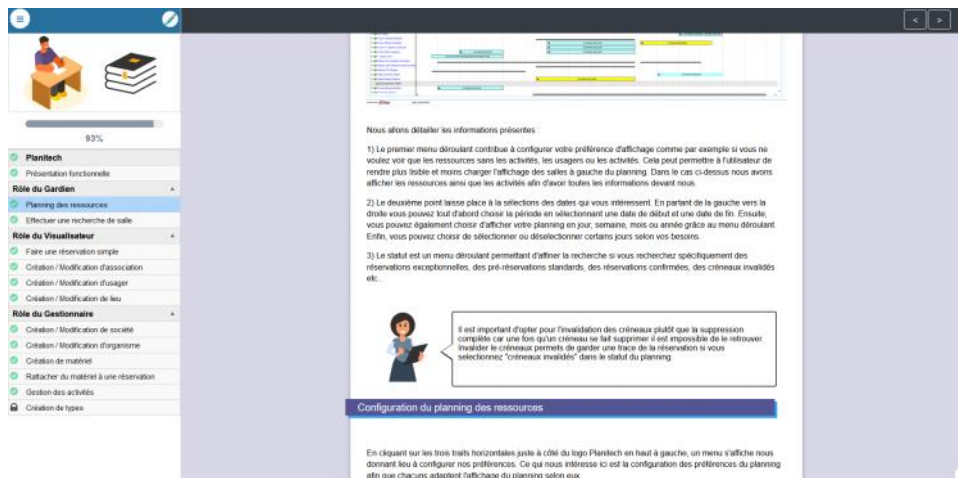 < >
93%
Planitech
Présentation fonctionnelle
Rôle du Gardien
Planning des ressources
Effectuer une recherche de salle
Rôle du Visualisateur
Faire une réservation simple
Création / Modification d'association
Création / Modification d'usager
Création / Modification de lieu
Rôle du Gestionnaire
Création / Modification de société
Création / Modification d'organisme
Création de matériel
Rattacher du matériel à une réservation
Gestion des activités
Création de types
Nous allons détailler les informations présentes :
1) Le premier menu déroulant contribue à configurer votre préférence d'affichage comme par exemple si vous ne
voulez voir que les ressources sans les activités, les usagers ou les activités. Cela peut permettre à l'utilisateur de
rendre plus lisible et moins charger l'affichage des salles à gauche du planning. Dans le cas ci-dessus nous avons
afficher les ressources ainsi que les activités afin d'avoir toutes les informations devant nous.
2) Le deuxième point laisse place à la sélections des dates qui vous intéressent. En partant de la gauche vers la
droite vous pouvez tout d'abord choisir la période en sélectionnant une date de début et une date de fin. Ensuite,
vous pouvez également choisir d'afficher votre planning en jour, semaine, mois ou année grâce au menu déroulant.
Enfin, vous pouvez choisir de sélectionner ou déselectionner certains jours selon vos besoins.
3) Le statut est un menu déroulant permettant d'affiner la recherche si vous recherchez spécifiquement des
réservations exceptionnelles, des pré-réservations standards, des réservations confirmées, des créneaux invalidés
etc..
Il est important d'opter pour l'invalidation des créneaux plutôt que la suppression
complète car une fois qu'un créneau se fait supprimer il est impossible de le retrouver.
Invalider le créneaux permets de garder une trace de la réservation si vous
selectionnez "créneaux invalidés" dans le statut du planning.
Configuration du planning des ressources
En cliquant sur les trois traits horizontales juste à côté du logo Planitech en haut à gauche, un menu s'affiche nous
donnant lieu à configurer nos préférences. Ce qui nous intéresse ici est la configuration des préférences du planning
afin que chacuns adaptent l'affichage du planning selon eux.